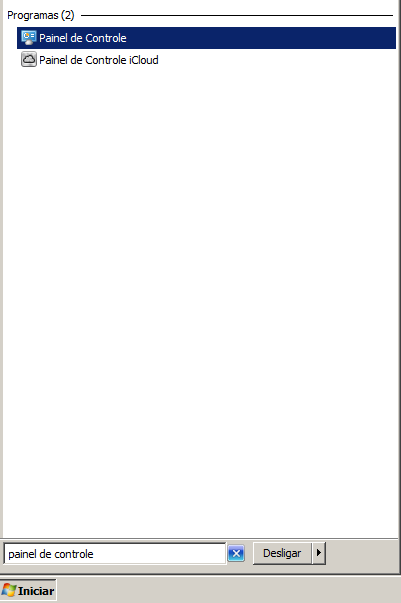 Programas (2)
Painel de Controle
Painel de Controle iCloud
painel de controle
Desligar
Iniciar